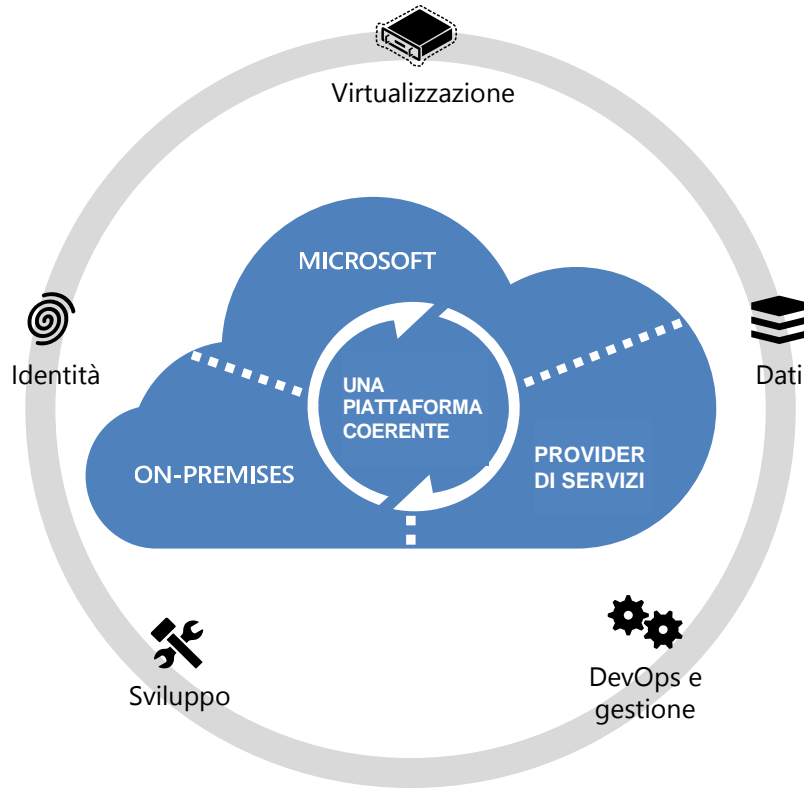 Virtualizzazione
MICROSOFT
Identità
Dati
UNA
PIATTAFORMA
COERENTE
ON-PREMISES
PROVIDER
DI SERVIZI
Sviluppo
DevOps e
gestione